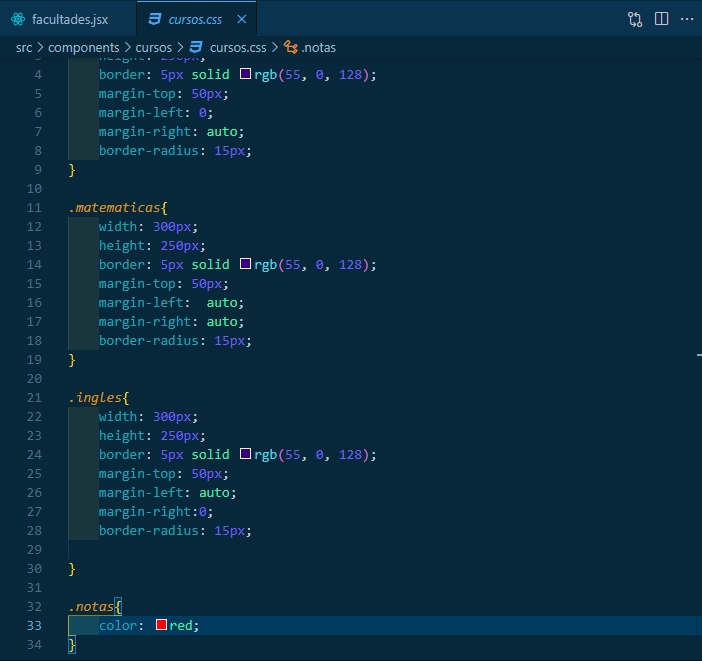 facultades.jsx
cursos.css
src > components > cursos > cursos.css > .notas
4 border: 5px solid rgb(55, 0, 128);
5 margin-top: 50px;
6 margin-left: 0;
7 margin-right: auto;
8 border-radius: 15px;
9 }
10
11 .matematicas{
12 width: 300px;
13 height: 250px;
14 border: 5px solid rgb(55, 0, 128);
15 margin-top: 50px;
16 margin-left:  auto;
17 margin-right: auto;
18 border-radius: 15px;
19 }
20
21 .ingles{
22 width: 300px;
23 height: 250px;
24 border: 5px solid rgb(55, 0, 128);
25 margin-top: 50px;
26 margin-left: auto;
27 margin-right:0;
28 border-radius: 15px;
29
30 }
31
32 .notas{
33 color: red;
34 }